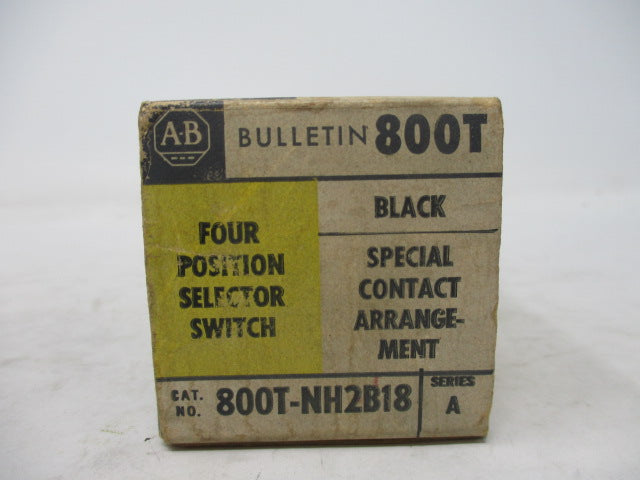 A-B BULLETIN 800T
FOUR
POSITION
SELECTOR
SWITCH
BLACK
SPECIAL
CONTACT
ARRANGE-
MENT
CAT.
NO. 800T-NH2B18
SERIES
A